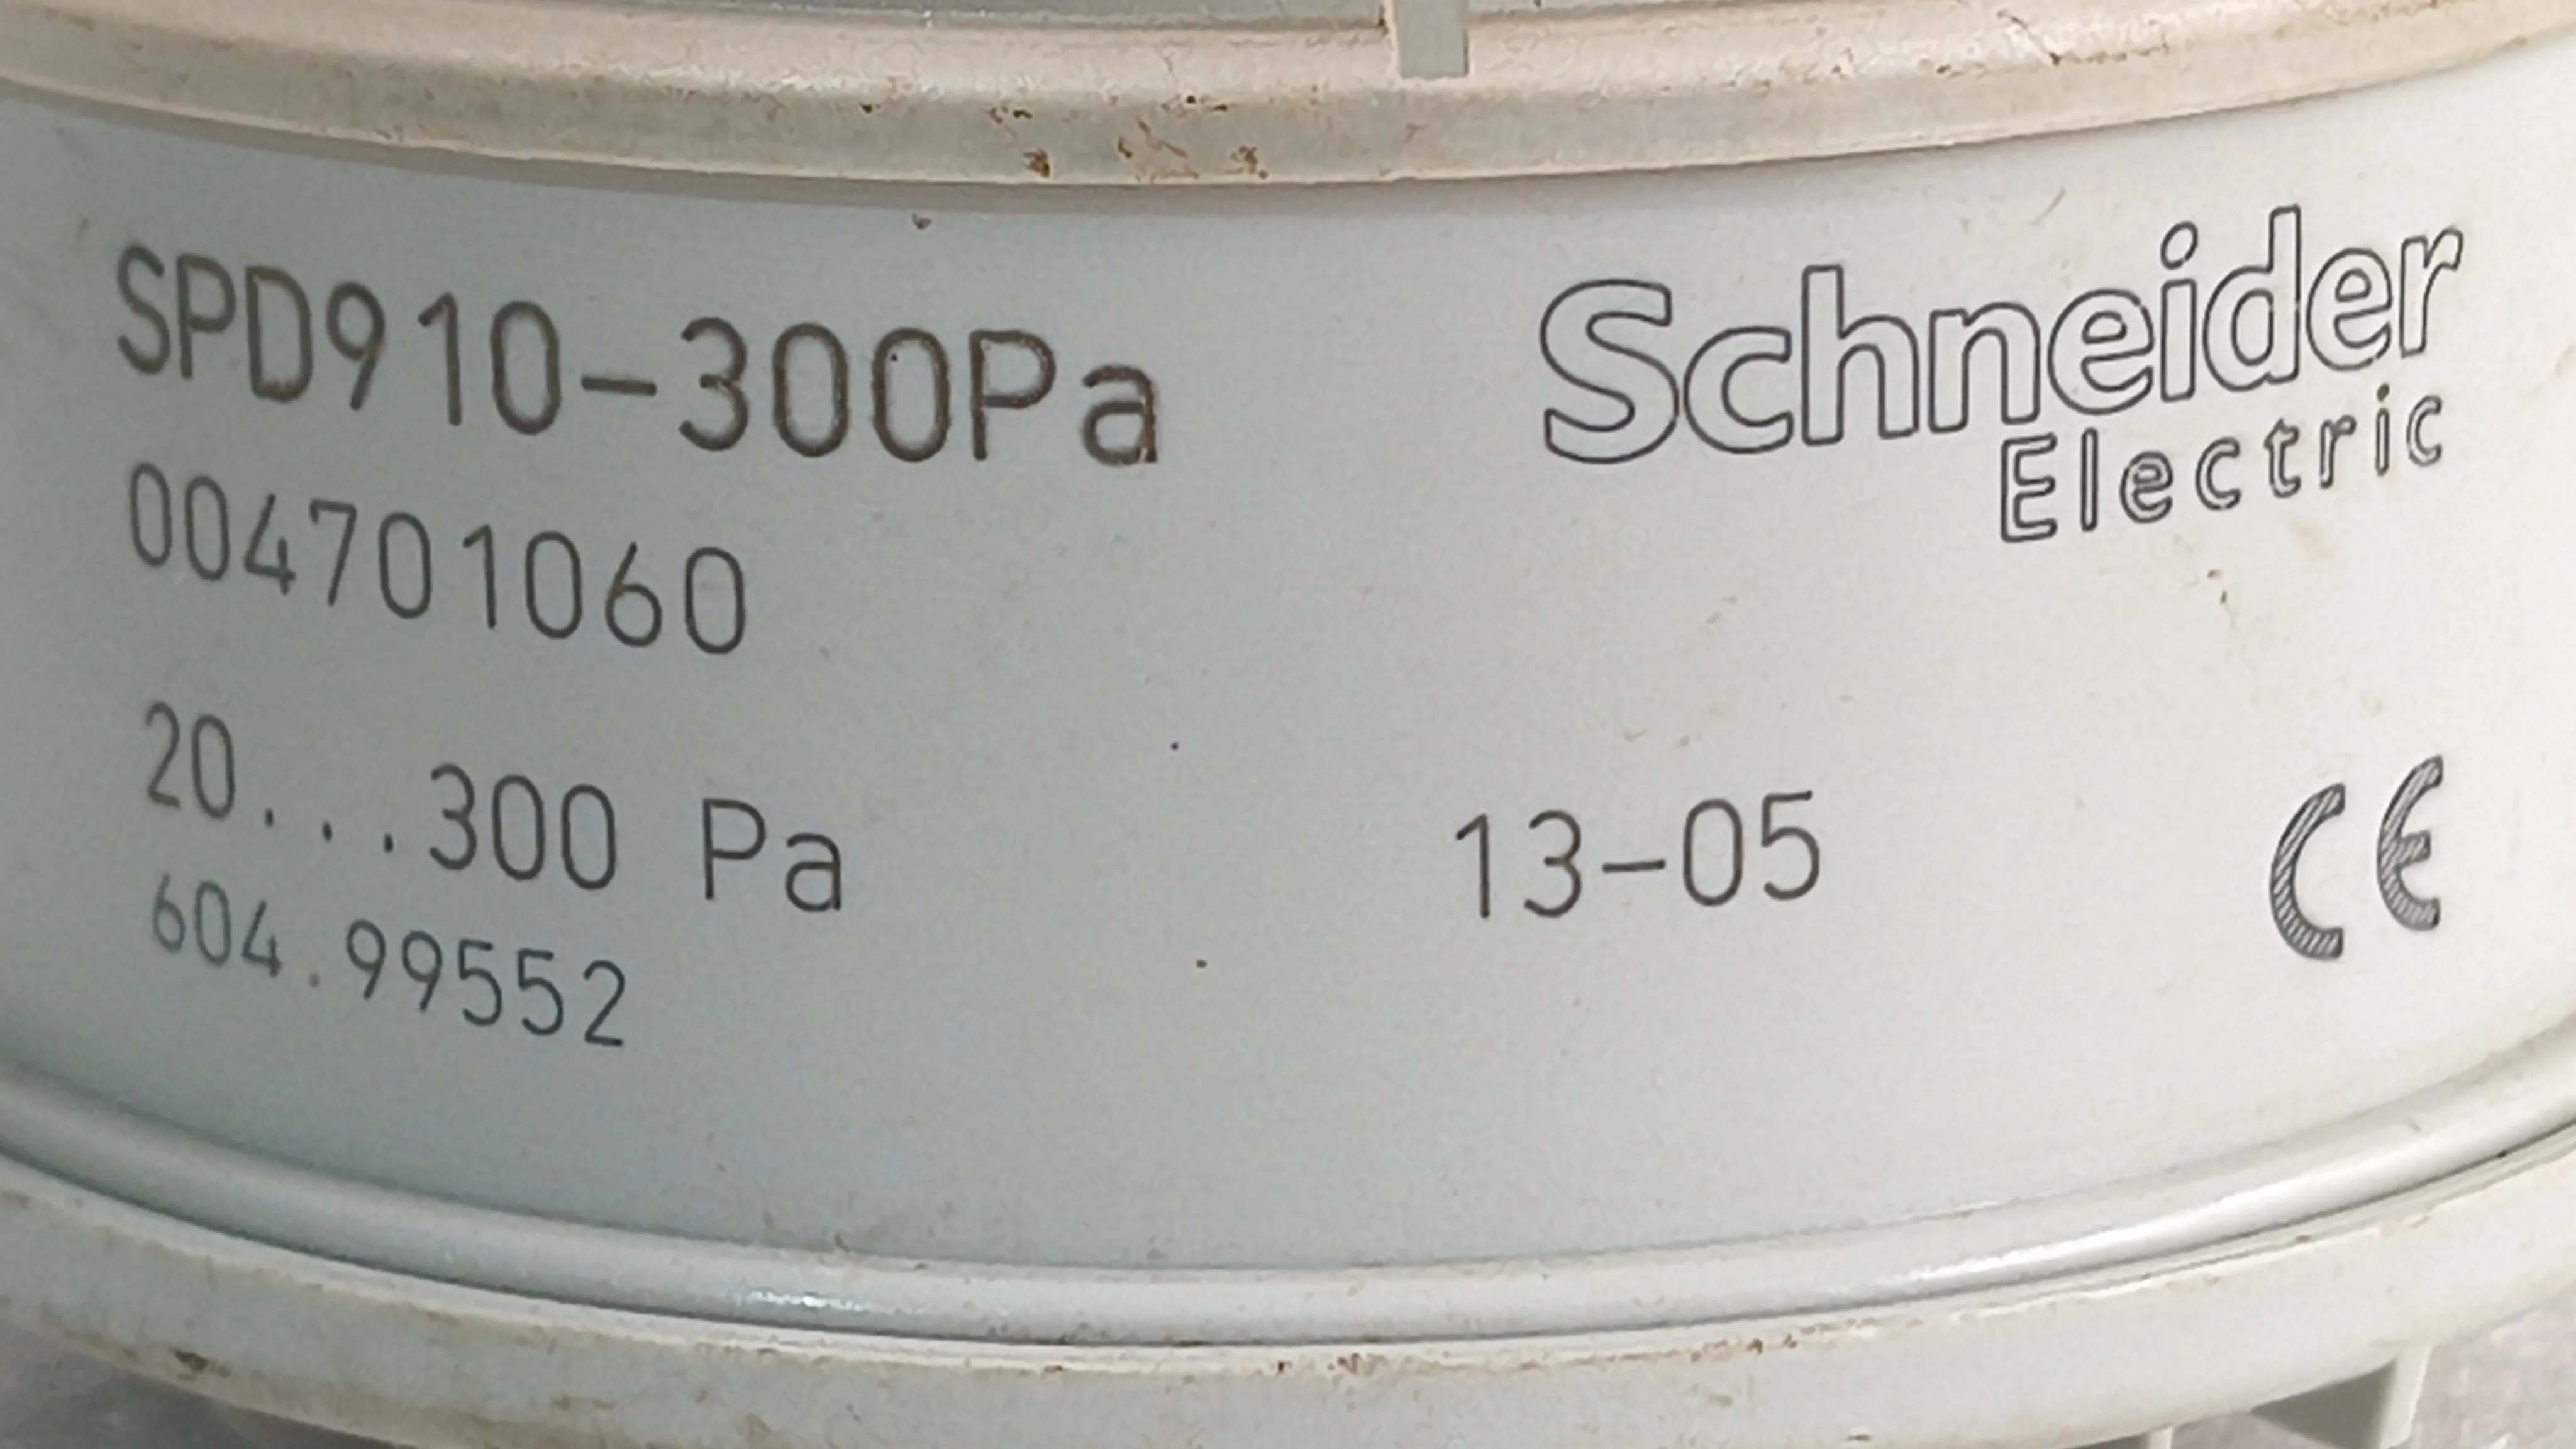 SPD910-300Pa
Schneider
Electric
004701060
20...300 Pa
13-05
CE
604.99552